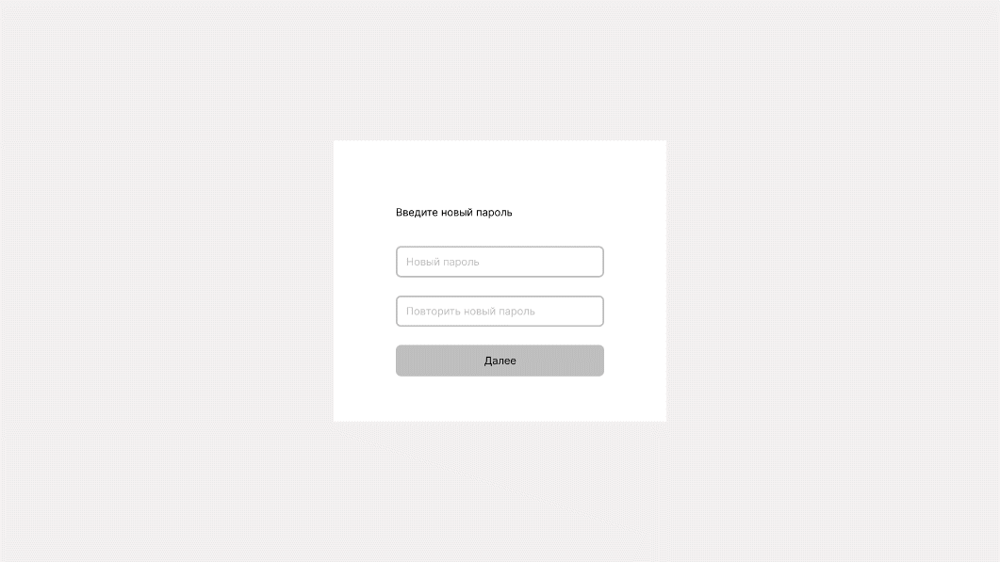 Введите новый пароль
Новый пароль
Повторить новый пароль
Далее